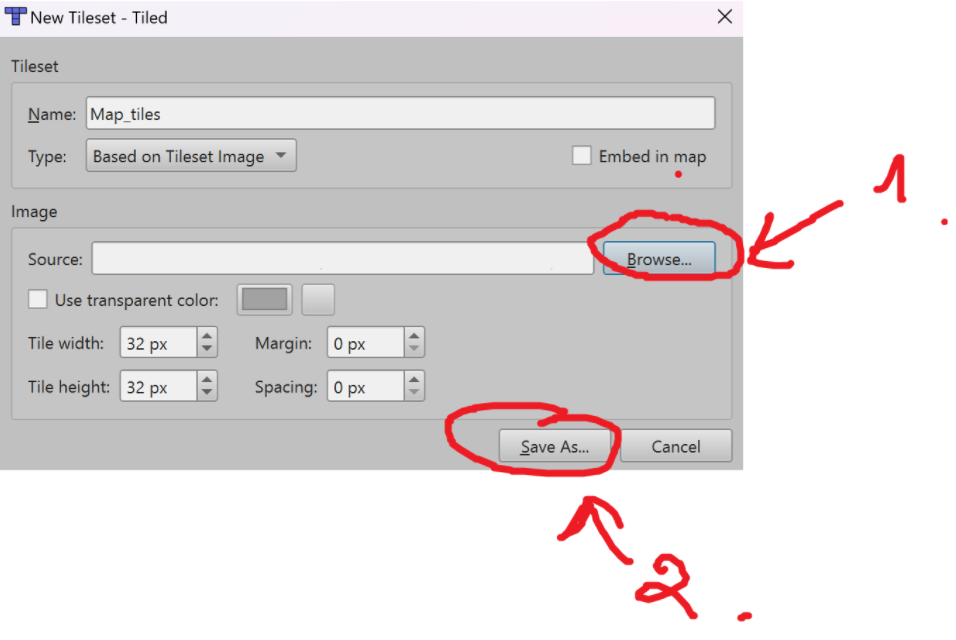 New Tileset - Tiled
Tileset
Name: Map_tiles
Type: Based on Tileset Image Embed in map
Image
Source: Browse...
Use transparent color:
Tile width: 32 px Margin: 0 px
Tile height: 32 px Spacing: 0 px
Save As... Cancel
1.
2.